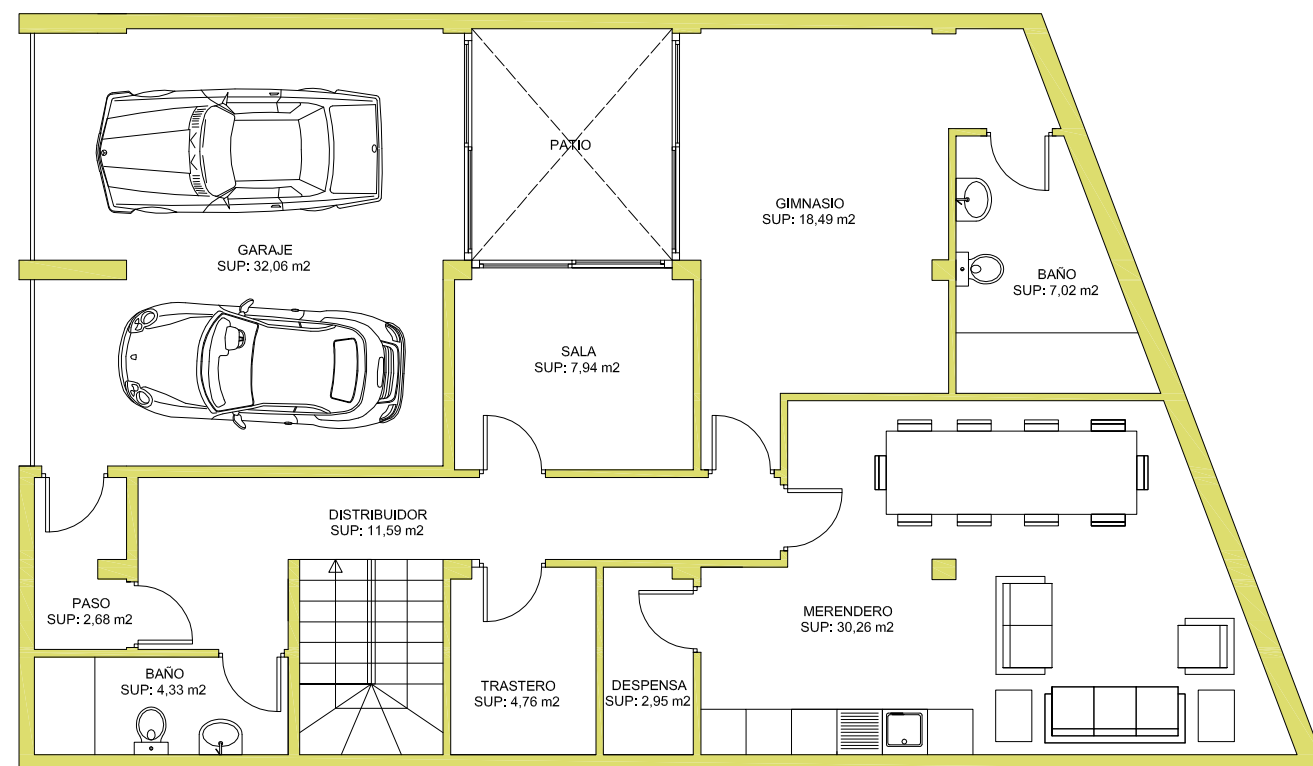 PATIO
GIMNASIO
SUP: 18,49 m2
GARAJE
SUP: 32,06 m2
BAÑO
SUP: 7,02 m2
SALA
SUP: 7,94 m2
DISTRIBUIDOR
SUP: 11,59 m2
PASO
SUP: 2,68 m2
MERENDERO
SUP: 30,26 m2
BAÑO
SUP: 4,33 m2
TRASTERO
SUP: 4,76 m2
DESPENSA
SUP: 2,95 m2